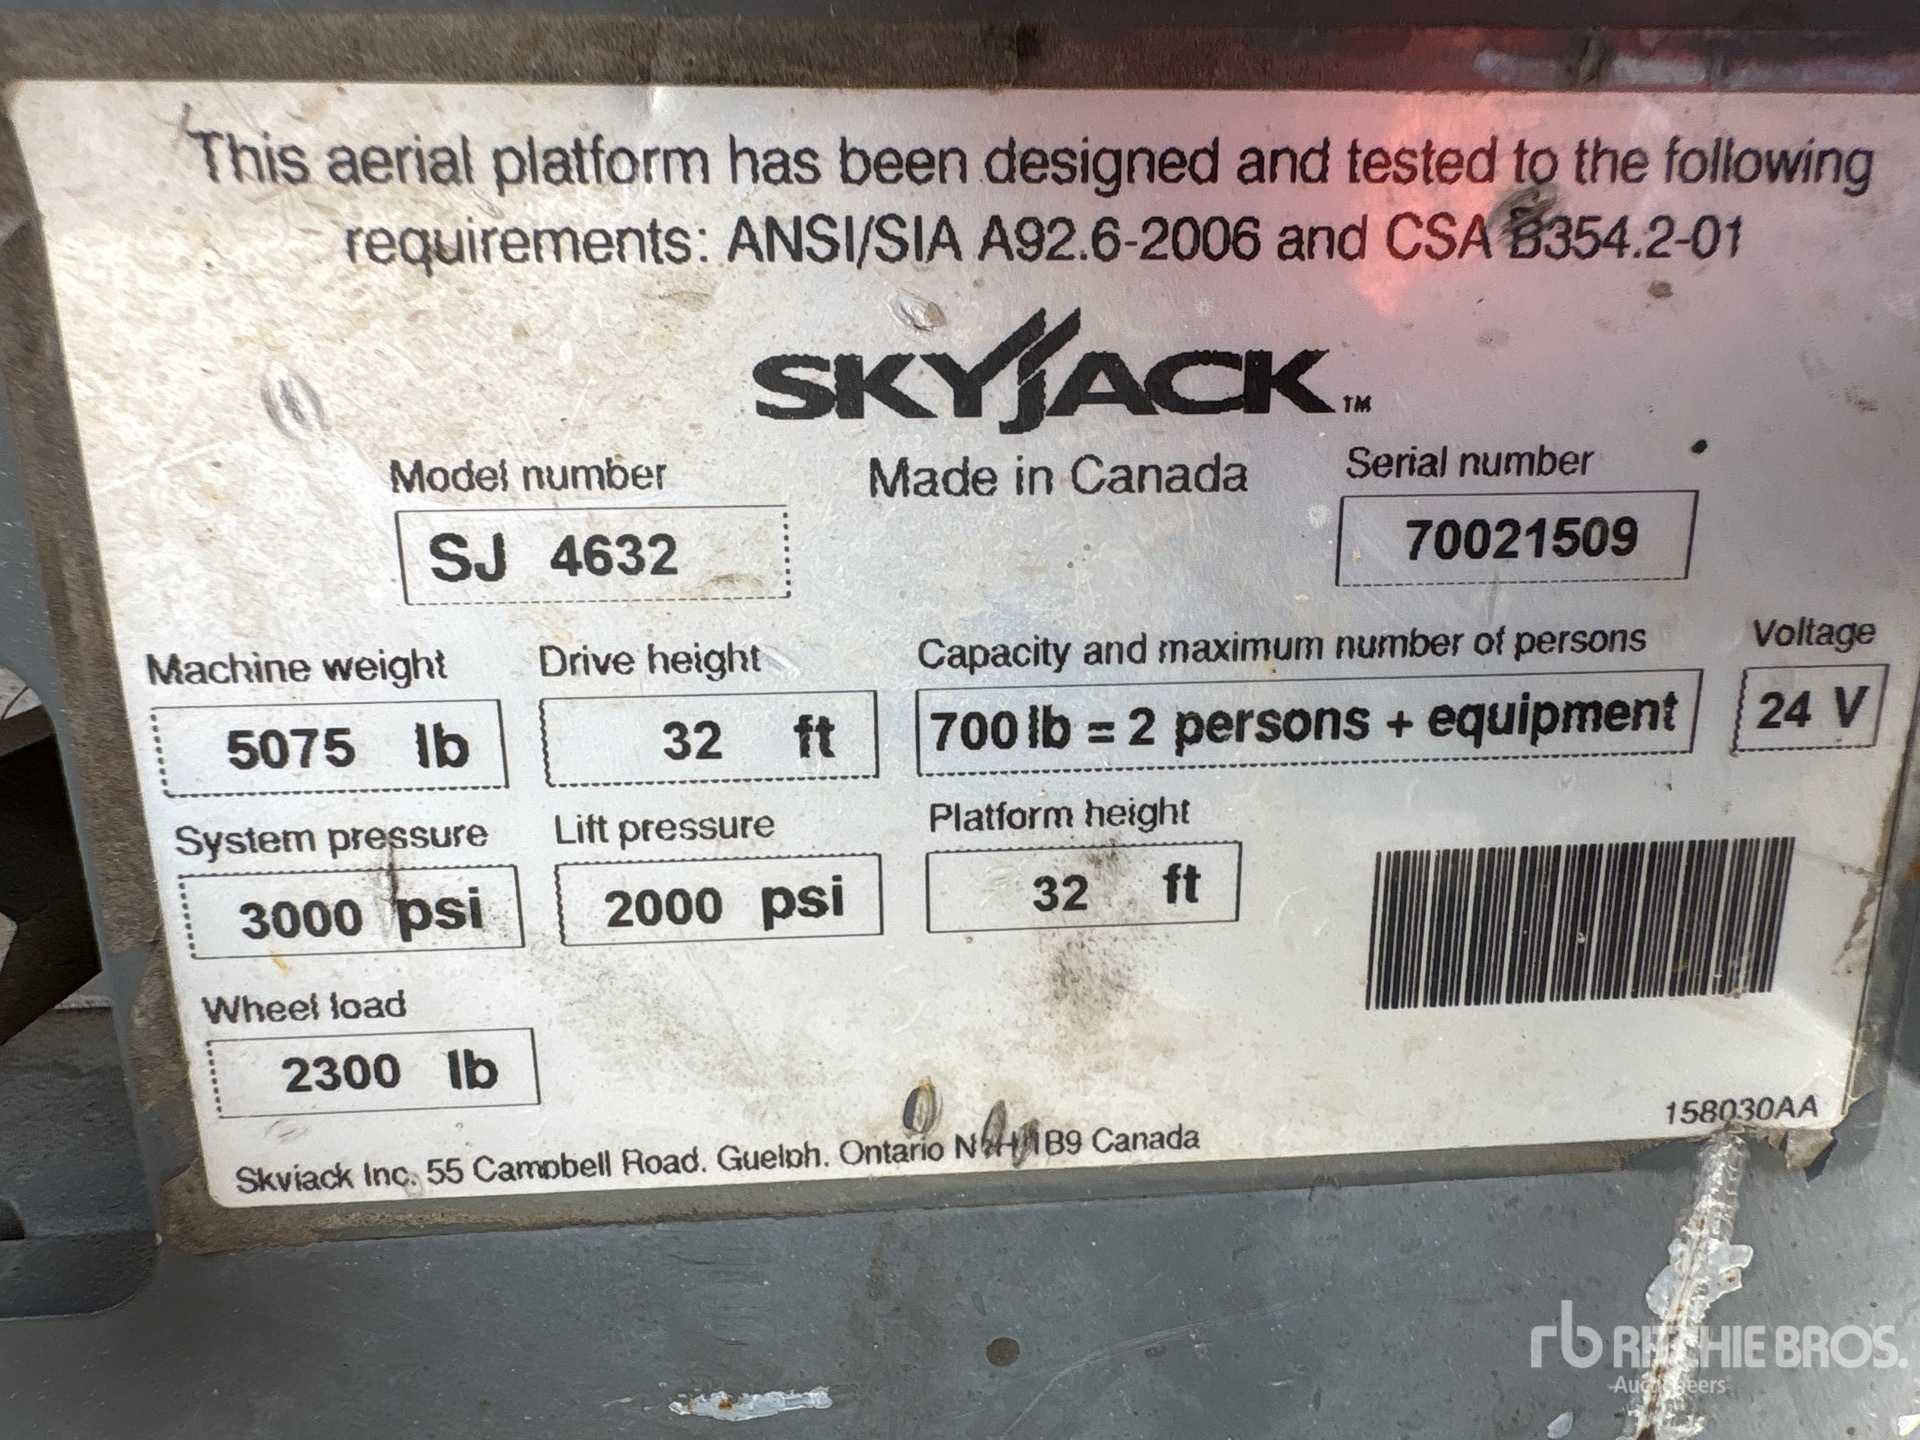 This aerial platform has been designed and tested to the following
requirements: ANSI/SIA A92.6-2006 and CSA B354.2-01
SKYJACK™
Model number
Made in Canada
Serial number
SJ 4632
70021509
Machine weight
Drive height
Capacity and maximum number of persons
Voltage
5075 lb
32 ft
700 lb = 2 persons + equipment
24 V
System pressure
Lift pressure
Platform height
3000 psi
2000 psi
32 ft
Wheel load
2300 lb
158030AA
Skyjack Inc. 55 Campbell Road. Guelph. Ontario 1B9 Canada
rb RITCHIE BROS.
Auctioneers